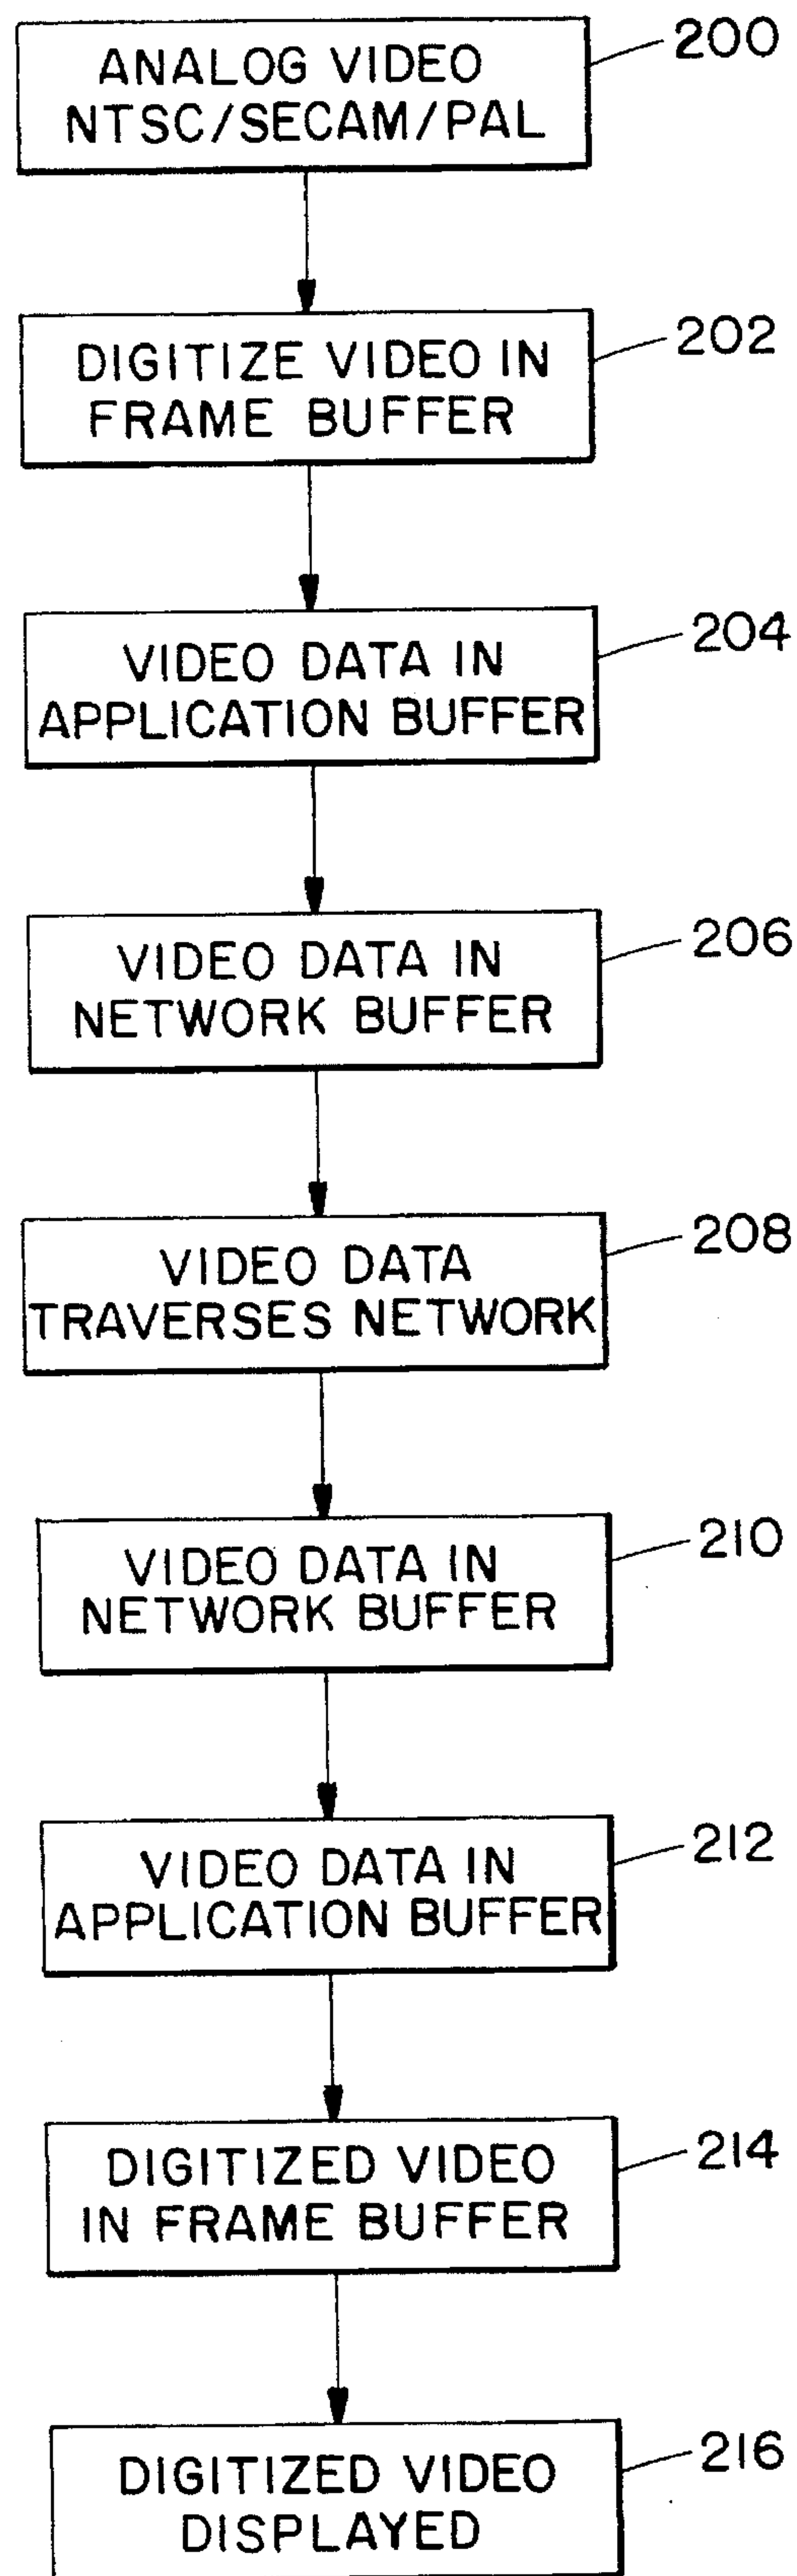 ANALOG VIDEO
NTSC/SECAM/PAL
200
DIGITIZE VIDEO IN
FRAME BUFFER
202
VIDEO DATA IN
APPLICATION BUFFER
204
VIDEO DATA IN
NETWORK BUFFER
206
VIDEO DATA
TRAVERSES NETWORK
208
VIDEO DATA IN
NETWORK BUFFER
210
VIDEO DATA IN
APPLICATION BUFFER
212
DIGITIZED VIDEO
IN FRAME BUFFER
214
DIGITIZED VIDEO
DISPLAYED
216